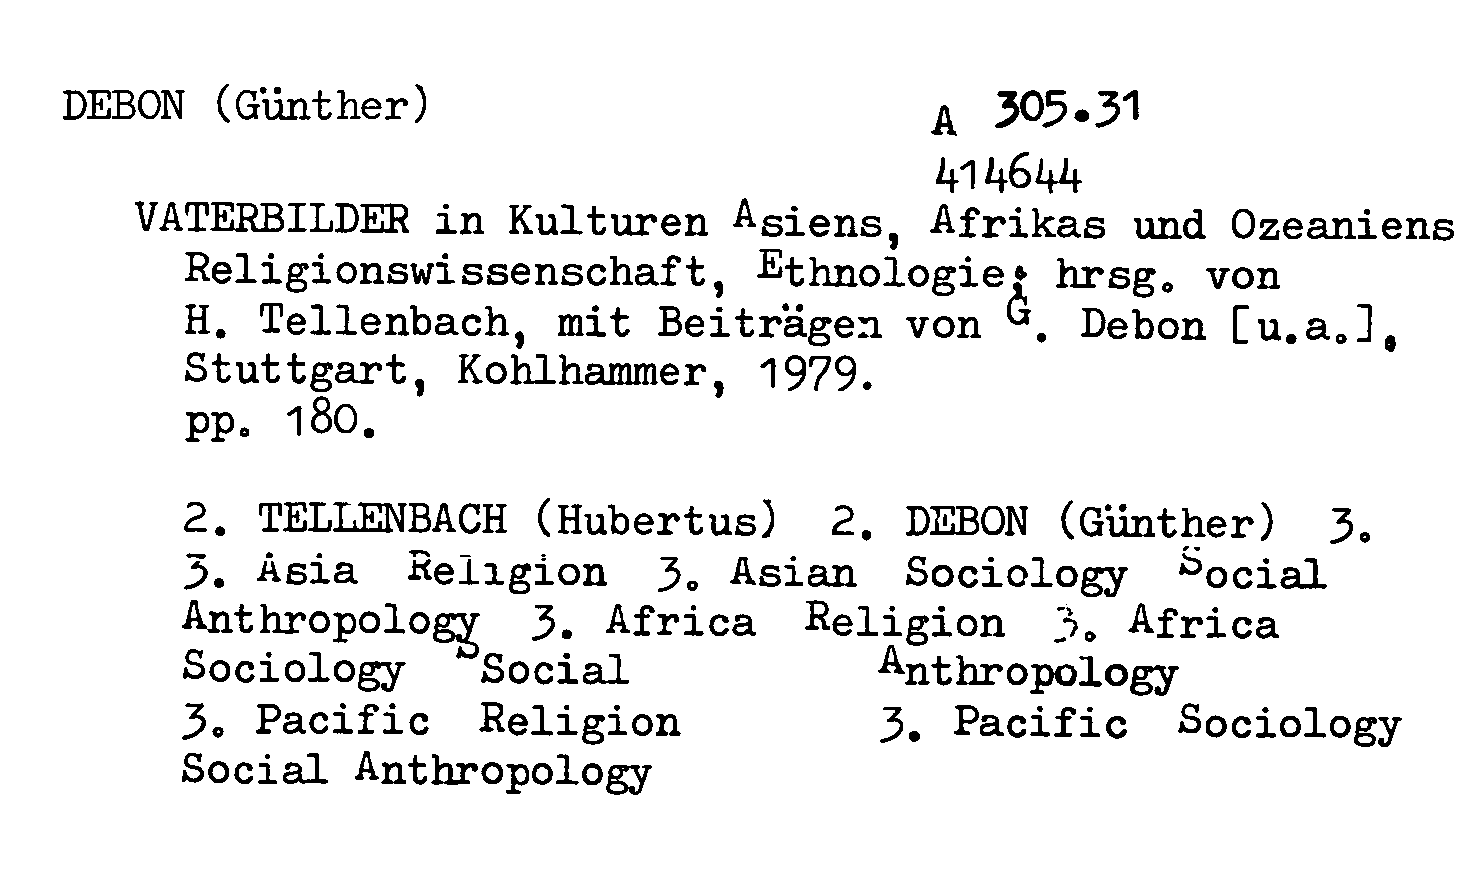 DEBON (Günther)
A 305.31
414644
VATERBILDER in Kulturen Asiens, Afrikas und Ozeaniens
Religionswissenschaft, Ethnologie; hrsg. von
H. Tellenbach, mit Beiträgen von G. Debon [u.a.],
Stuttgart, Kohlhammer, 1979.
pp. 180.
2. TELLENBACH (Hubertus) 2. DEBON (Günther) 3.
3. Asia Religion 3. Asian Sociology Social
Anthropology 3. Africa Religion 3. Africa
Sociology Social Anthropology
3. Pacific Religion 3. Pacific Sociology
Social Anthropology